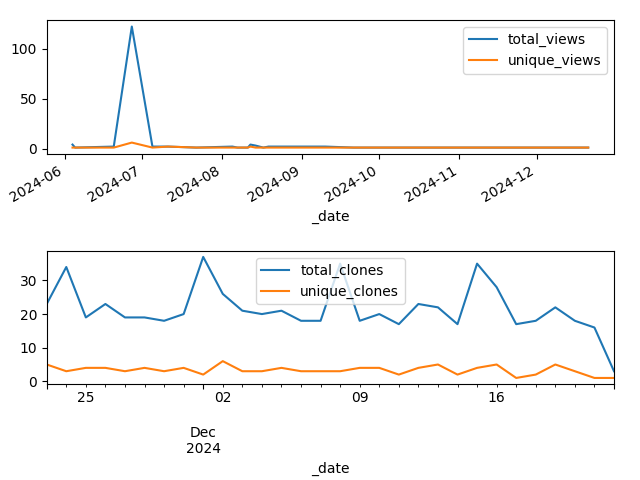 100
50
0
total_views
unique_views
2024-06
2024-07
2024-08
2024-09
2024-10
2024-11
2024-12
_date
30
20
10
0
total_clones
unique_clones
25
02
09
16
Dec
2024
_date